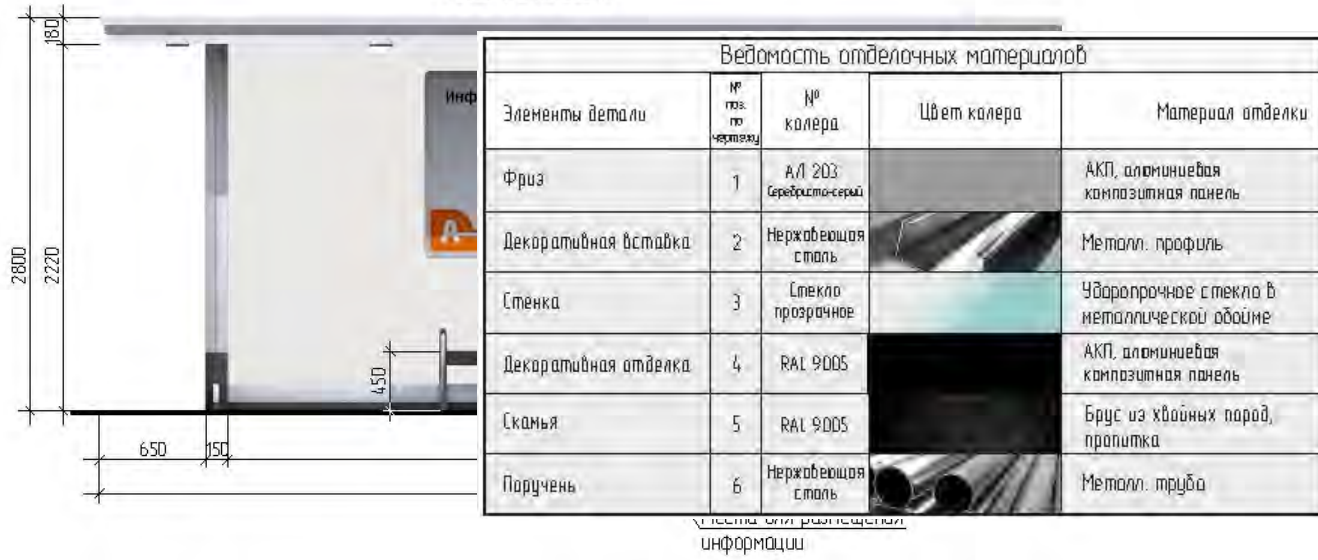 180
2800
2220
450
650
150
Инф
Ведомость отделочных материалов
Элементы детали
№
поз.
по
чертежу
№
колера
Цвет колера
Материал отделки
Фриз
1
АЛ 203
Серебристо-серый
АКП, алюминиевая
композитная панель
Декоративная вставка
2
Нержавеющая
сталь
Металл. профиль
Стенка
3
Стекло
прозрачное
Ударопрочное стекло в
металлической обойме
Декоративная отделка
4
RAL 9005
АКП, алюминиевая
композитная панель
Скамья
5
RAL 9005
Брус из хвойных пород,
пропитка
Поручень
6
Нержавеющая
сталь
Металл. труба
Места для размещения
информации